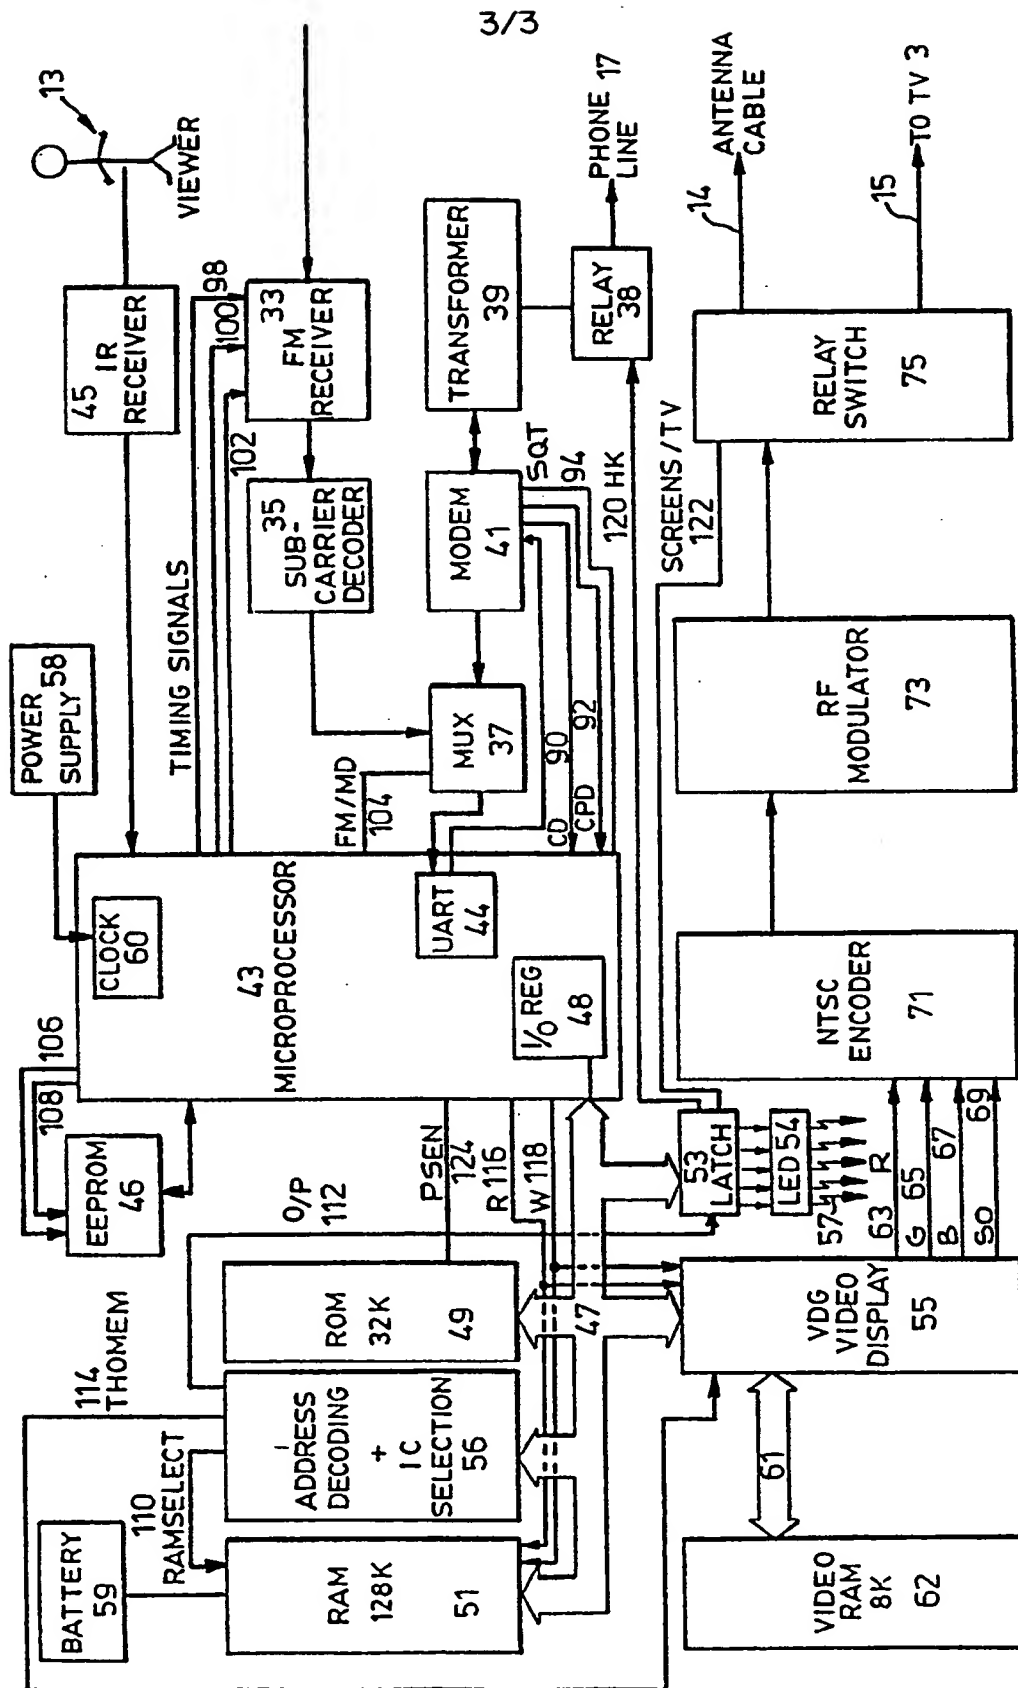 3/3
13
VIEWER
45 IR
RECEIVER
98
100
102
33
FM
RECEIVER
35
SUB-
CARRIER
DECODER
TIMING SIGNALS
POWER
SUPPLY 58
CLOCK
60
43
MICROPROCESSOR
106
108
EEPROM
46
TRANSFORMER
39
RELAY
38
PHONE 17
LINE
MODEM
41
SQT
94
MUX
37
FM/MD
104
UART
44
90
CD
92
CPD
120 HK
I/O REG
48
ANTENNA
CABLE
14
TO TV 3
15
RELAY
SWITCH
75
SCREENS/TV
122
RF
MODULATOR
73
NTSC
ENCODER
71
53
LATCH
LED 54
57
63 R
G 65
B 67
SO 69
PSEN
124
R 116
W 118
O/P
112
ROM
32K
49
47
VDG
VIDEO
DISPLAY
55
114
THOMEM
ADDRESS
DECODING
+ IC
SELECTION
56
110
RAMSELECT
BATTERY
59
RAM
128K
51
61
VIDEO
RAM
8K
62